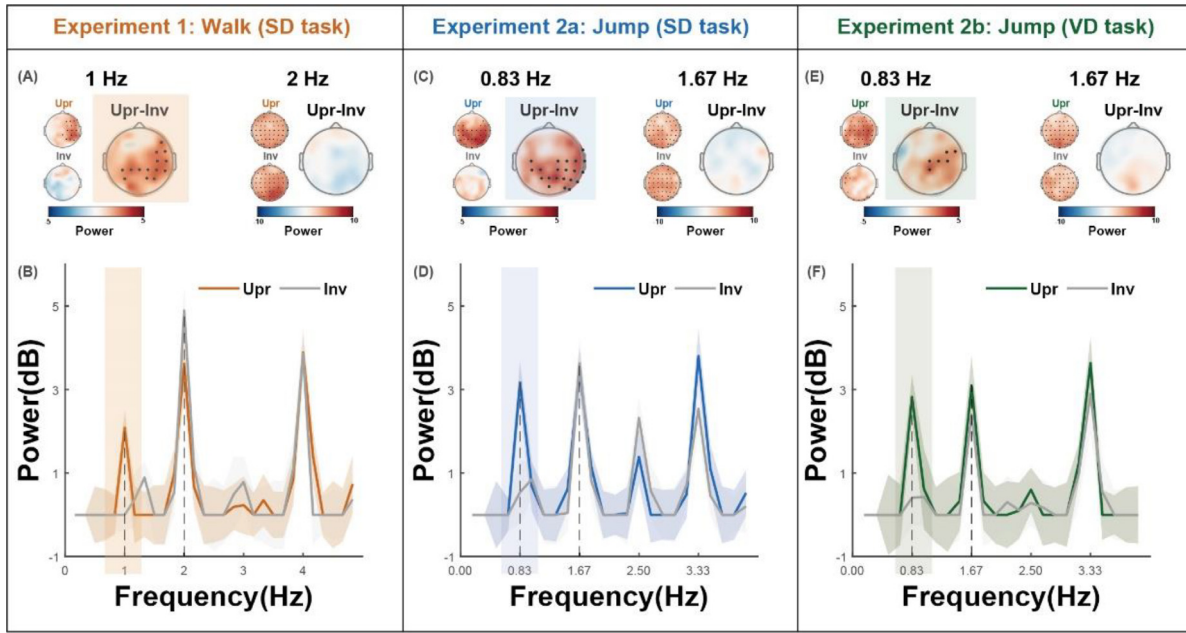 Experiment 1: Walk (SD task)
Experiment 2a: Jump (SD task)
Experiment 2b: Jump (VD task)
(A)
1 Hz
2 Hz
Upr
Upr-Inv
Inv
Upr
Upr-Inv
Inv
5 5
Power
10 10
Power
(C)
0.83 Hz
1.67 Hz
Upr
Upr-Inv
Inv
Upr
Upr-Inv
Inv
5 5
Power
10 10
Power
(E)
0.83 Hz
1.67 Hz
Upr
Upr-Inv
Inv
Upr
Upr-Inv
Inv
5 5
Power
10 10
Power
(B)
Upr Inv
Power(dB)
5
3
1
-1
0 1 2 3 4
Frequency(Hz)
(D)
Upr Inv
Power(dB)
5
3
1
-1
0.00 0.83 1.67 2.50 3.33
Frequency(Hz)
(F)
Upr Inv
Power(dB)
5
3
1
-1
0.00 0.83 1.67 2.50 3.33
Frequency(Hz)